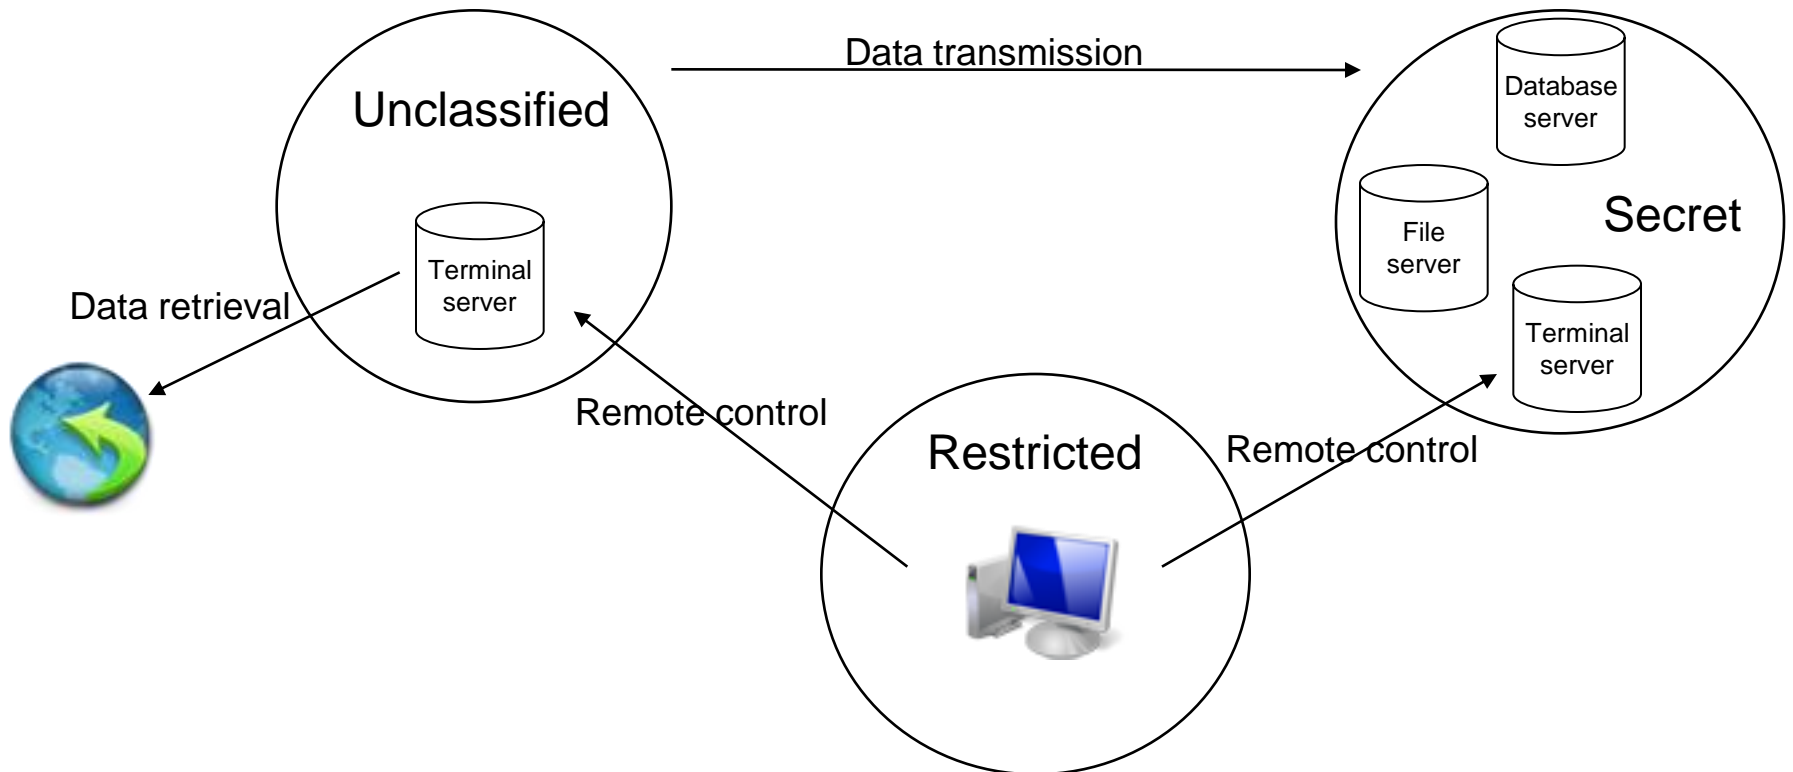 Data transmission
Unclassified
Database
server
Secret
File
server
Terminal
server
Data retrieval
Terminal
server
Remote control
Restricted
Remote control